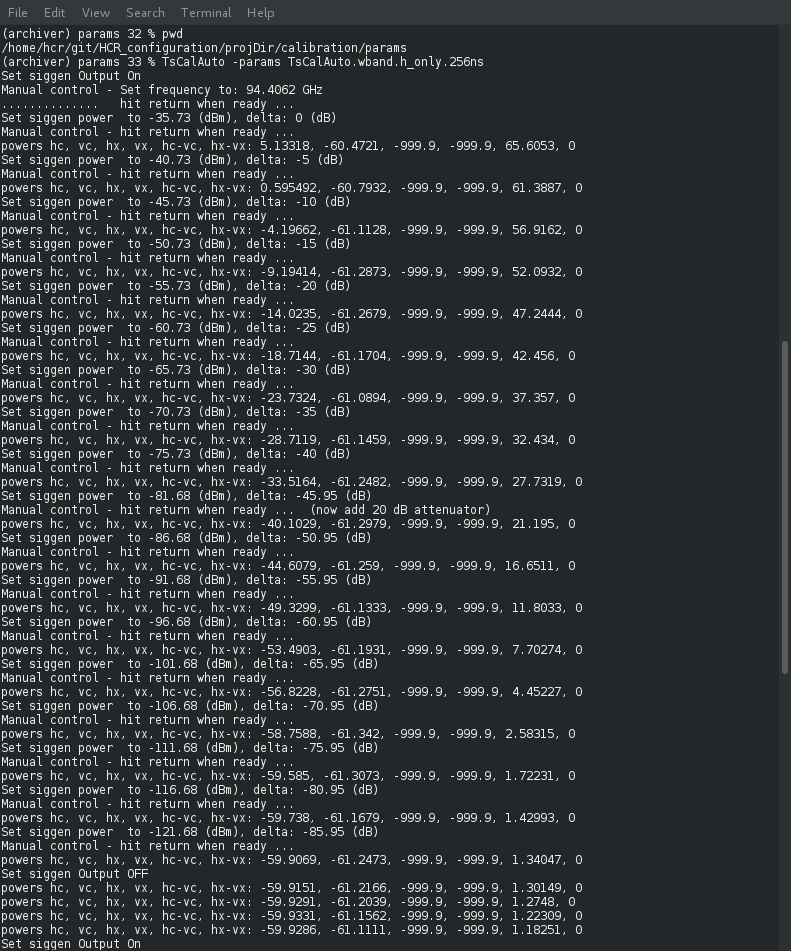 File Edit View Search Terminal Help
(archiver) params 32 % pwd
/home/hcr/git/HCR_configuration/projDir/calibration/params
(archiver) params 33 % TsCalAuto -params TsCalAuto.wband.h_only.256ns
Set siggen Output On
Manual control - Set frequency to: 94.4062 GHz
..............   hit return when ready ...
Set siggen power  to -35.73 (dBm), delta: 0 (dB)
Manual control - hit return when ready ...
powers hc, vc, hx, vx, hc-vc, hx-vx: 5.13318, -60.4721, -999.9, -999.9, 65.6053, 0
Set siggen power  to -40.73 (dBm), delta: -5 (dB)
Manual control - hit return when ready ...
powers hc, vc, hx, vx, hc-vc, hx-vx: 0.595492, -60.7932, -999.9, -999.9, 61.3887, 0
Set siggen power  to -45.73 (dBm), delta: -10 (dB)
Manual control - hit return when ready ...
powers hc, vc, hx, vx, hc-vc, hx-vx: -4.19662, -61.1128, -999.9, -999.9, 56.9162, 0
Set siggen power  to -50.73 (dBm), delta: -15 (dB)
Manual control - hit return when ready ...
powers hc, vc, hx, vx, hc-vc, hx-vx: -9.19414, -61.2873, -999.9, -999.9, 52.0932, 0
Set siggen power  to -55.73 (dBm), delta: -20 (dB)
Manual control - hit return when ready ...
powers hc, vc, hx, vx, hc-vc, hx-vx: -14.0235, -61.2679, -999.9, -999.9, 47.2444, 0
Set siggen power  to -60.73 (dBm), delta: -25 (dB)
Manual control - hit return when ready ...
powers hc, vc, hx, vx, hc-vc, hx-vx: -18.7144, -61.1704, -999.9, -999.9, 42.456, 0
Set siggen power  to -65.73 (dBm), delta: -30 (dB)
Manual control - hit return when ready ...
powers hc, vc, hx, vx, hc-vc, hx-vx: -23.7324, -61.0894, -999.9, -999.9, 37.357, 0
Set siggen power  to -70.73 (dBm), delta: -35 (dB)
Manual control - hit return when ready ...
powers hc, vc, hx, vx, hc-vc, hx-vx: -28.7119, -61.1459, -999.9, -999.9, 32.434, 0
Set siggen power  to -75.73 (dBm), delta: -40 (dB)
Manual control - hit return when ready ...
powers hc, vc, hx, vx, hc-vc, hx-vx: -33.5164, -61.2482, -999.9, -999.9, 27.7319, 0
Set siggen power  to -81.68 (dBm), delta: -45.95 (dB)
Manual control - hit return when ready ...  (now add 20 dB attenuator)
powers hc, vc, hx, vx, hc-vc, hx-vx: -40.1029, -61.2979, -999.9, -999.9, 21.195, 0
Set siggen power  to -86.68 (dBm), delta: -50.95 (dB)
Manual control - hit return when ready ...
powers hc, vc, hx, vx, hc-vc, hx-vx: -44.6079, -61.259, -999.9, -999.9, 16.6511, 0
Set siggen power  to -91.68 (dBm), delta: -55.95 (dB)
Manual control - hit return when ready ...
powers hc, vc, hx, vx, hc-vc, hx-vx: -49.3299, -61.1333, -999.9, -999.9, 11.8033, 0
Set siggen power  to -96.68 (dBm), delta: -60.95 (dB)
Manual control - hit return when ready ...
powers hc, vc, hx, vx, hc-vc, hx-vx: -53.4903, -61.1931, -999.9, -999.9, 7.70274, 0
Set siggen power  to -101.68 (dBm), delta: -65.95 (dB)
Manual control - hit return when ready ...
powers hc, vc, hx, vx, hc-vc, hx-vx: -56.8228, -61.2751, -999.9, -999.9, 4.45227, 0
Set siggen power  to -106.68 (dBm), delta: -70.95 (dB)
Manual control - hit return when ready ...
powers hc, vc, hx, vx, hc-vc, hx-vx: -58.7588, -61.342, -999.9, -999.9, 2.58315, 0
Set siggen power  to -111.68 (dBm), delta: -75.95 (dB)
Manual control - hit return when ready ...
powers hc, vc, hx, vx, hc-vc, hx-vx: -59.585, -61.3073, -999.9, -999.9, 1.72231, 0
Set siggen power  to -116.68 (dBm), delta: -80.95 (dB)
Manual control - hit return when ready ...
powers hc, vc, hx, vx, hc-vc, hx-vx: -59.738, -61.1679, -999.9, -999.9, 1.42993, 0
Set siggen power  to -121.68 (dBm), delta: -85.95 (dB)
Manual control - hit return when ready ...
powers hc, vc, hx, vx, hc-vc, hx-vx: -59.9069, -61.2473, -999.9, -999.9, 1.34047, 0
Set siggen Output OFF
powers hc, vc, hx, vx, hc-vc, hx-vx: -59.9151, -61.2166, -999.9, -999.9, 1.30149, 0
powers hc, vc, hx, vx, hc-vc, hx-vx: -59.9291, -61.2039, -999.9, -999.9, 1.2748, 0
powers hc, vc, hx, vx, hc-vc, hx-vx: -59.9331, -61.1562, -999.9, -999.9, 1.22309, 0
powers hc, vc, hx, vx, hc-vc, hx-vx: -59.9286, -61.1111, -999.9, -999.9, 1.18251, 0
Set siggen Output On